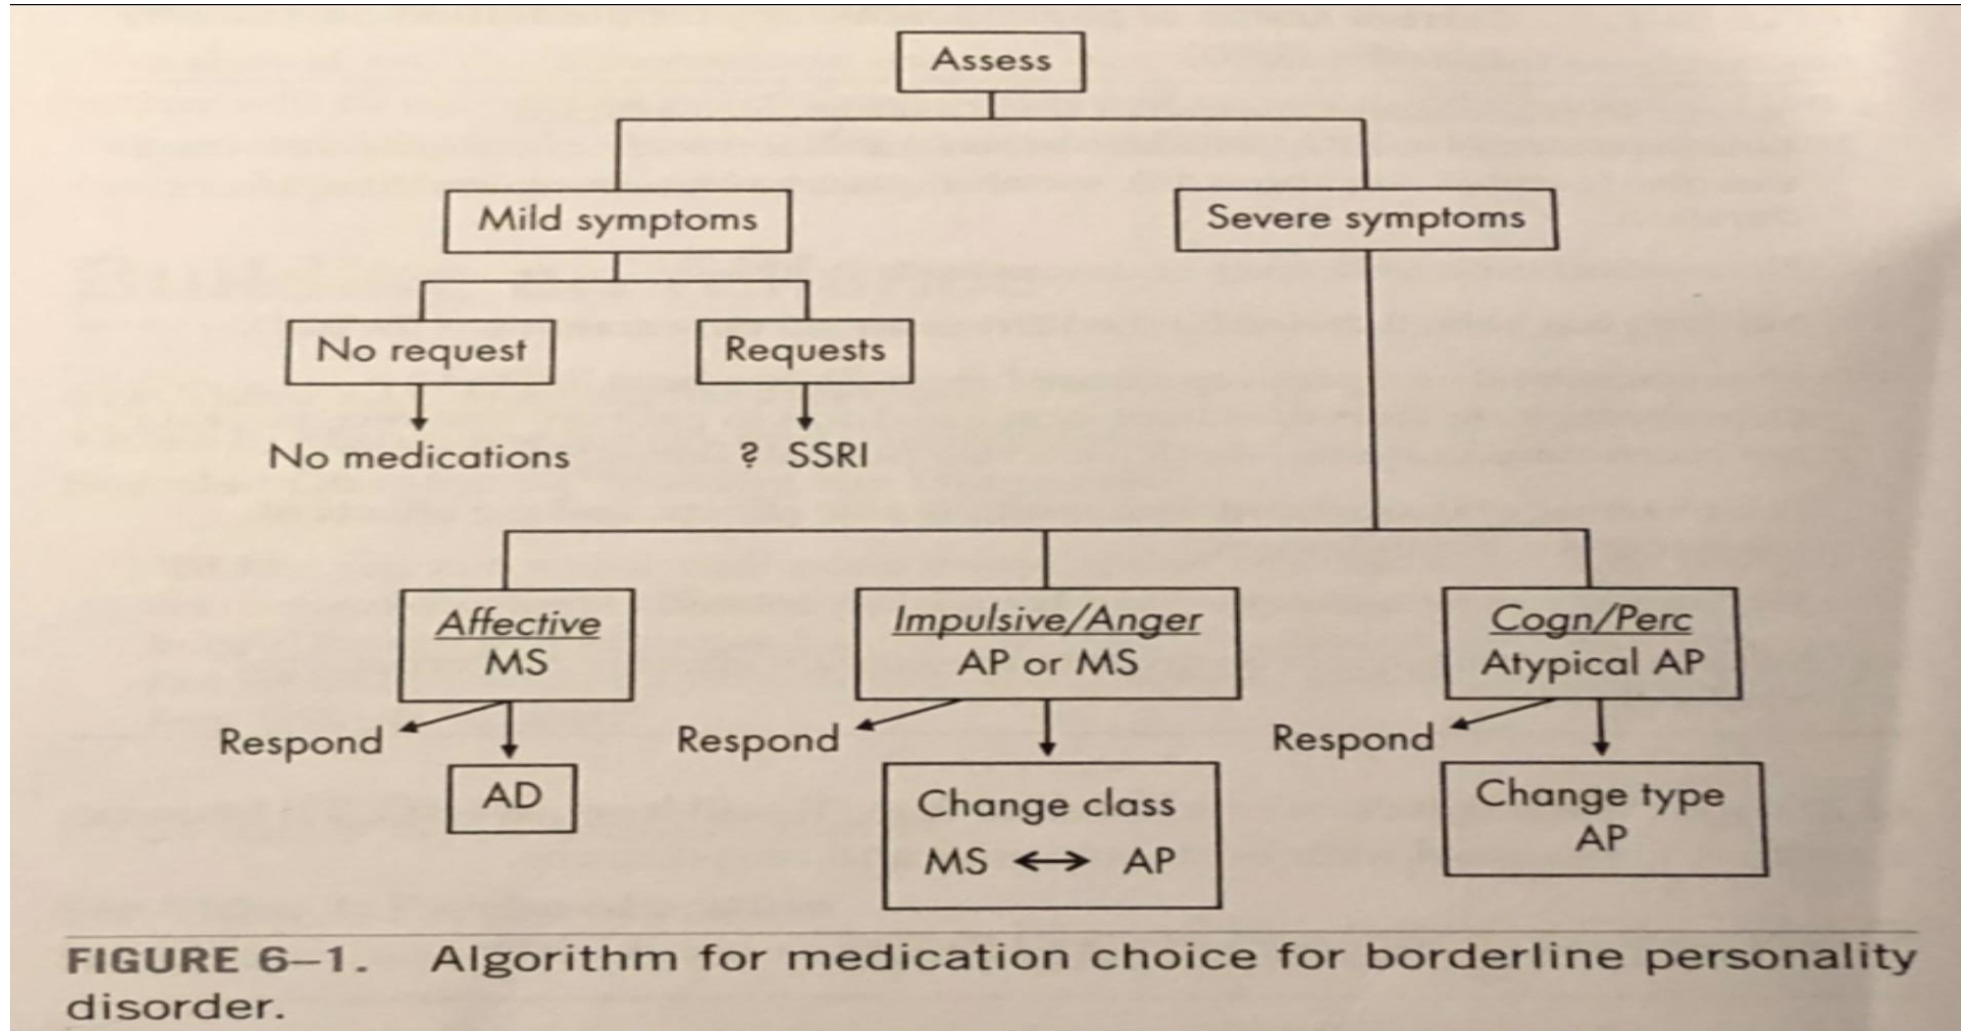 Assess
Mild symptoms
Severe symptoms
No request
Requests
No medications
? SSRI
Affective
MS
Impulsive/Anger
AP or MS
Cogn/Perc
Atypical AP
Respond
Respond
Respond
AD
Change class
MS ↔ AP
Change type
AP
FIGURE 6–1. Algorithm for medication choice for borderline personality
disorder.